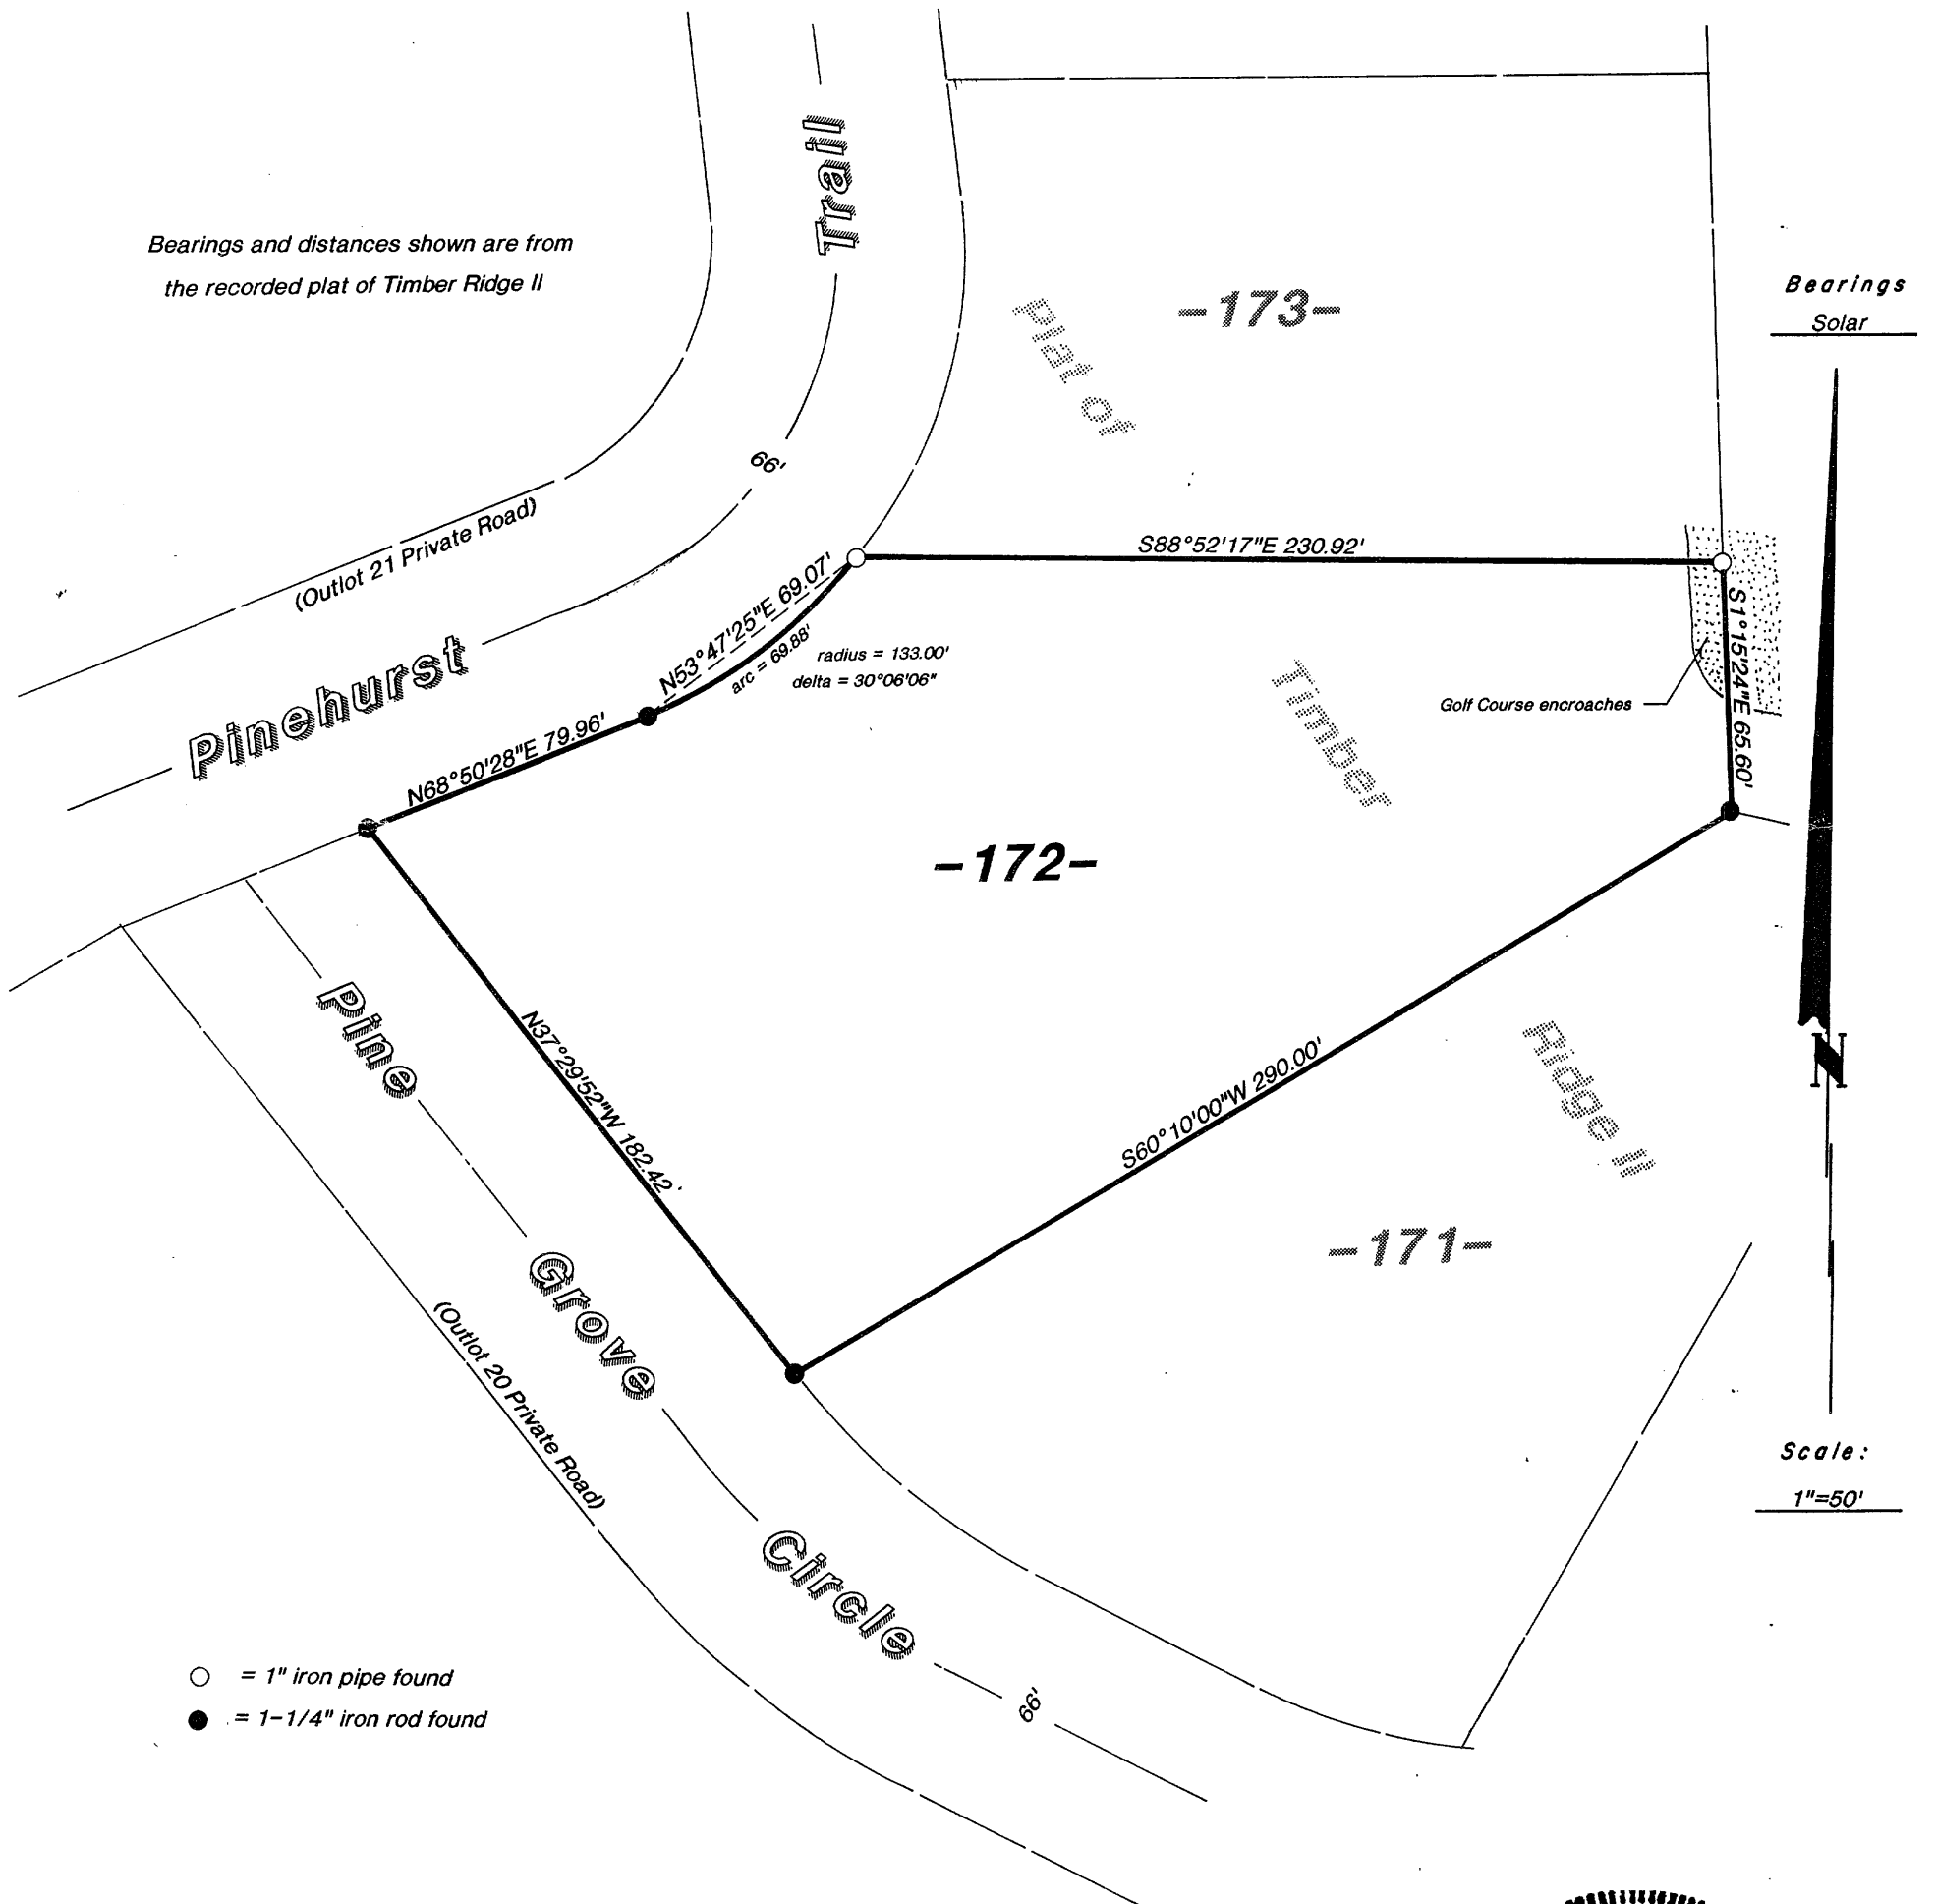 Trail
Bearings and distances shown are from
the recorded plat of Timber Ridge II
-173-
Plat of
Bearings
Solar
66'
(Outlot 21 Private Road)
S88°52'17"E 230.92'
N53°47'25"E 69.07'
arc = 69.88'
radius = 133.00'
delta = 30°06'06"
S1°15'24"E 65.60'
Golf Course encroaches
Pinehurst
N68°50'28"E 79.96'
Timber
-172-
Pine
N37°29'52"W 182.42'
S60°10'00"W 290.00'
Ridge II
N
-171-
Grove
(Outlot 20 Private Road)
Scale:
1"=50'
Circle
66'
= 1" iron pipe found
= 1-1/4" iron rod found